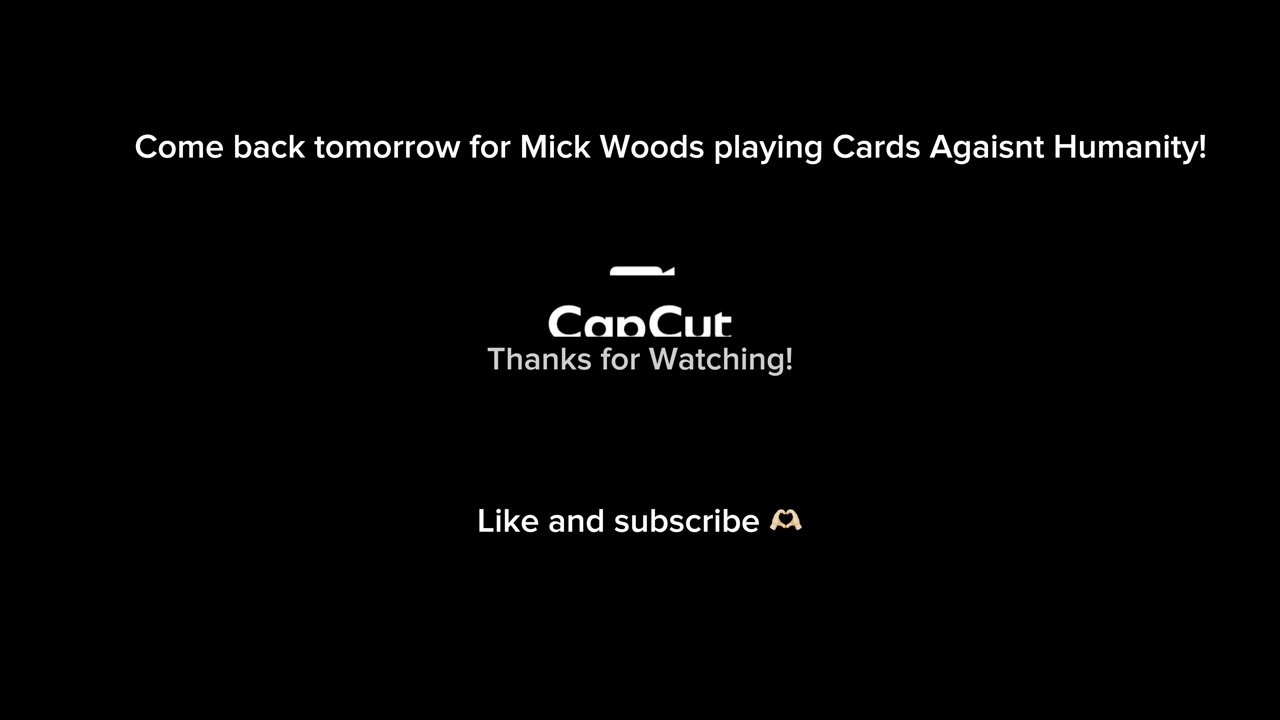 Come back tomorrow for Mick Woods playing Cards Agaisnt Humanity!
CapCut
Thanks for Watching!
Like and subscribe 🫶🏼